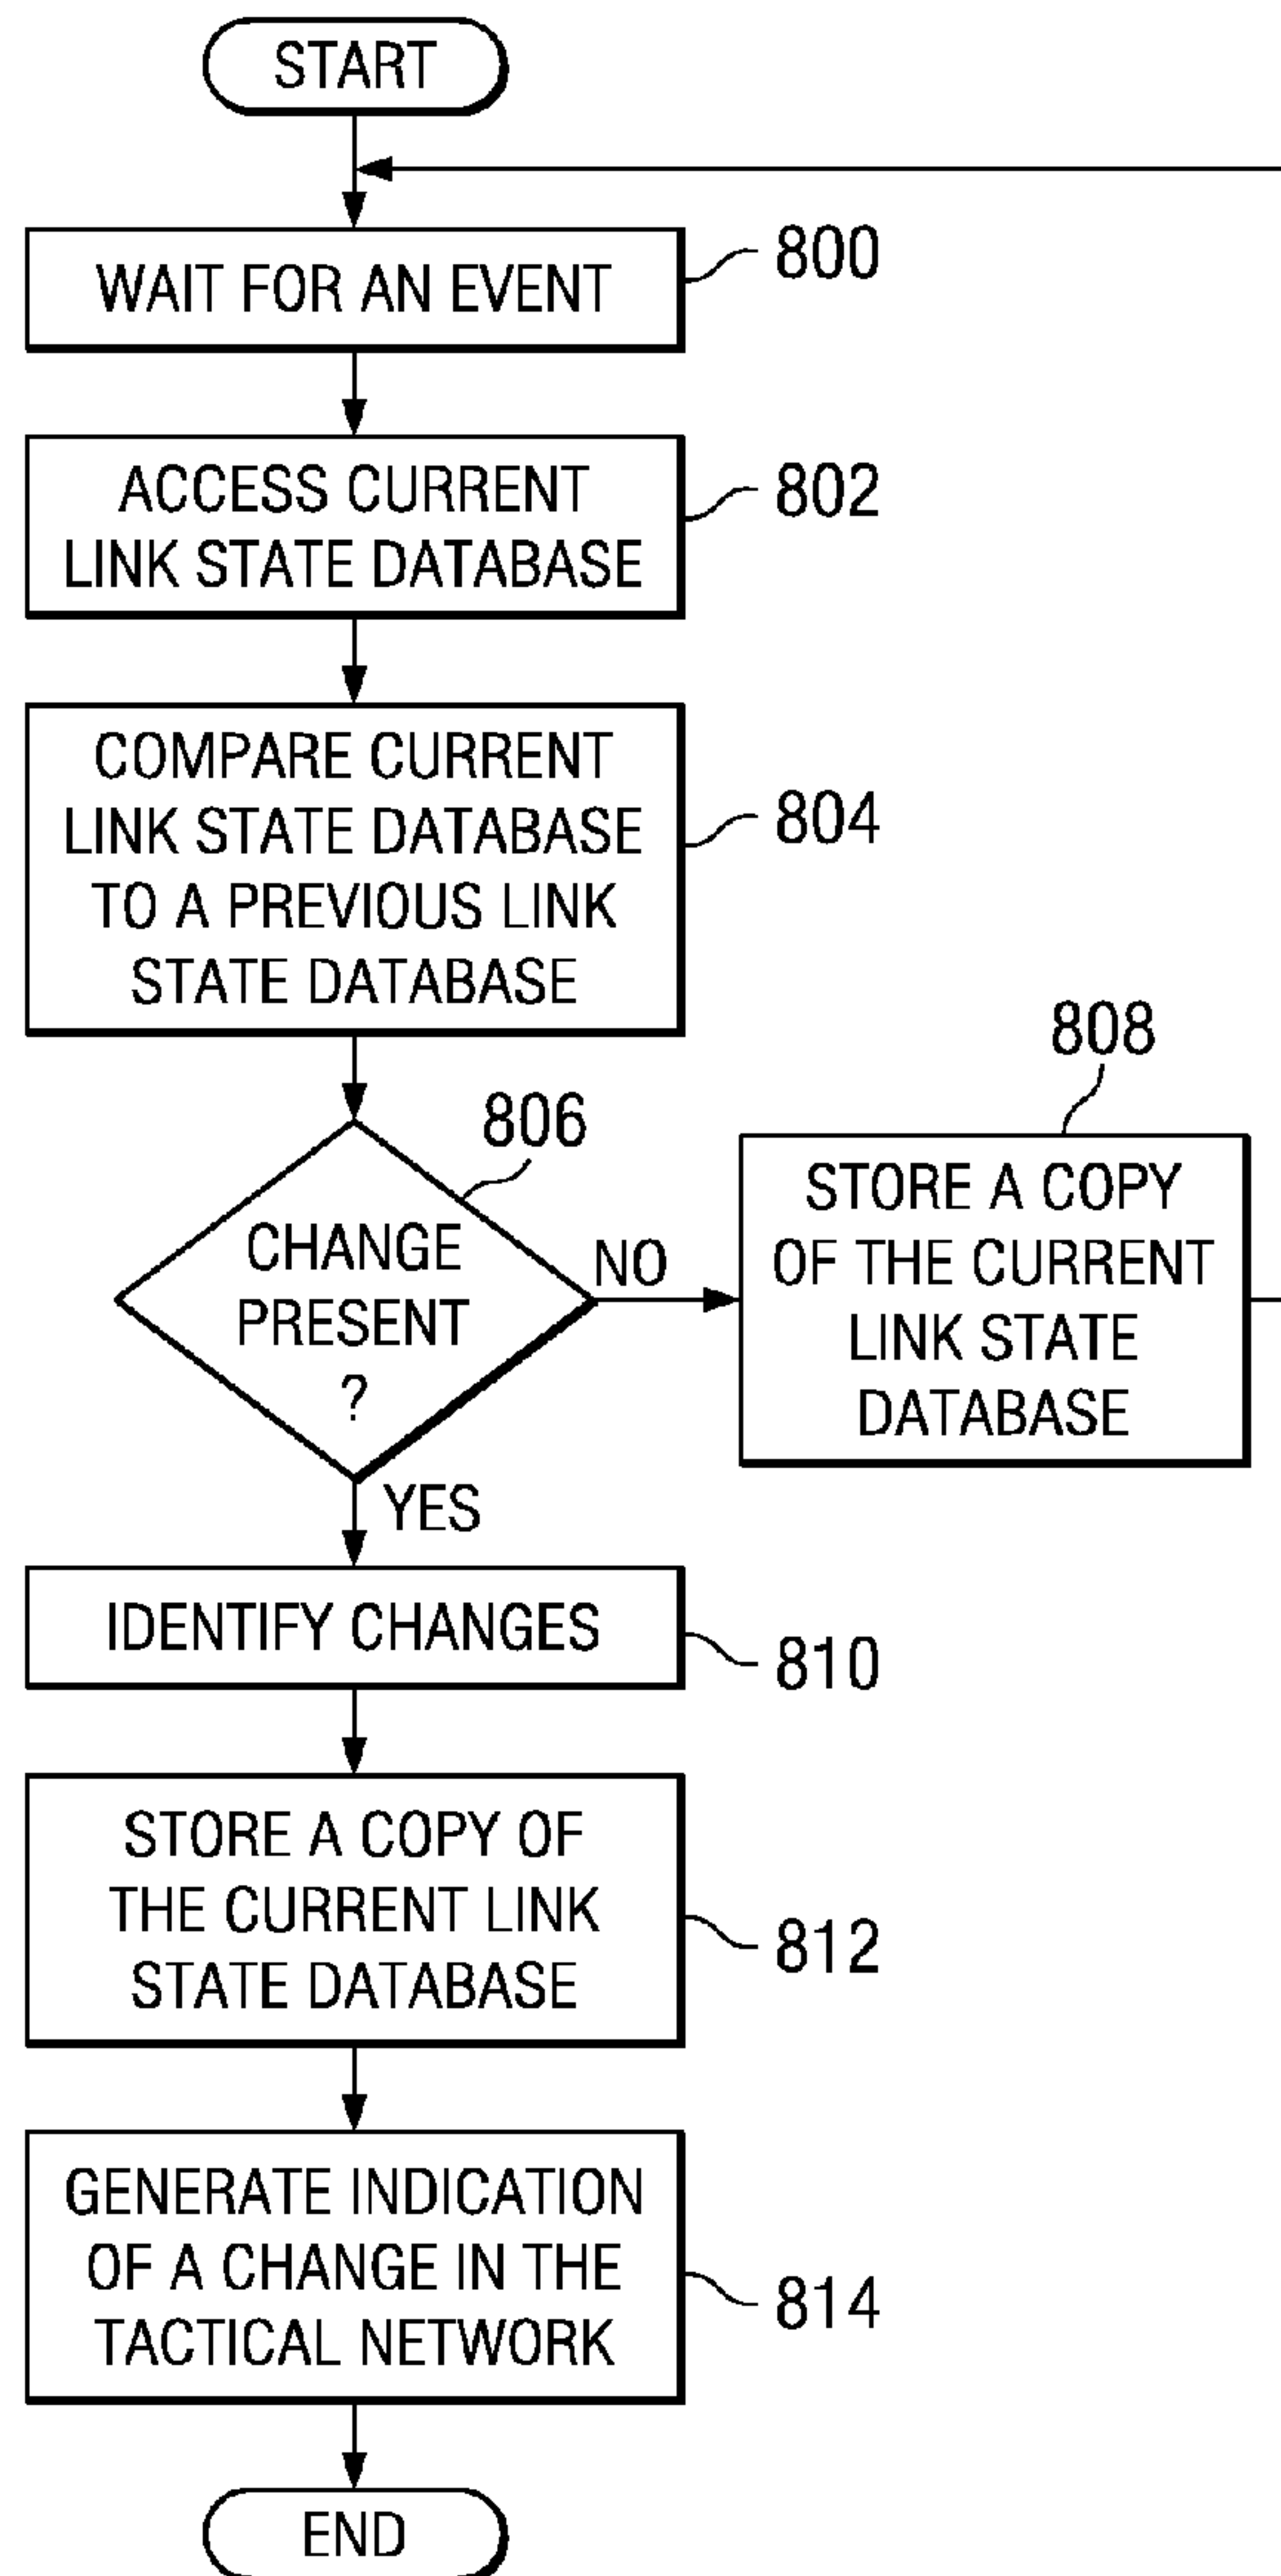 START
WAIT FOR AN EVENT
800
ACCESS CURRENT
LINK STATE DATABASE
802
COMPARE CURRENT
LINK STATE DATABASE
TO A PREVIOUS LINK
STATE DATABASE
804
806
CHANGE
PRESENT
?
NO
808
STORE A COPY
OF THE CURRENT
LINK STATE
DATABASE
YES
IDENTIFY CHANGES
810
STORE A COPY OF
THE CURRENT LINK
STATE DATABASE
812
GENERATE INDICATION
OF A CHANGE IN THE
TACTICAL NETWORK
814
END